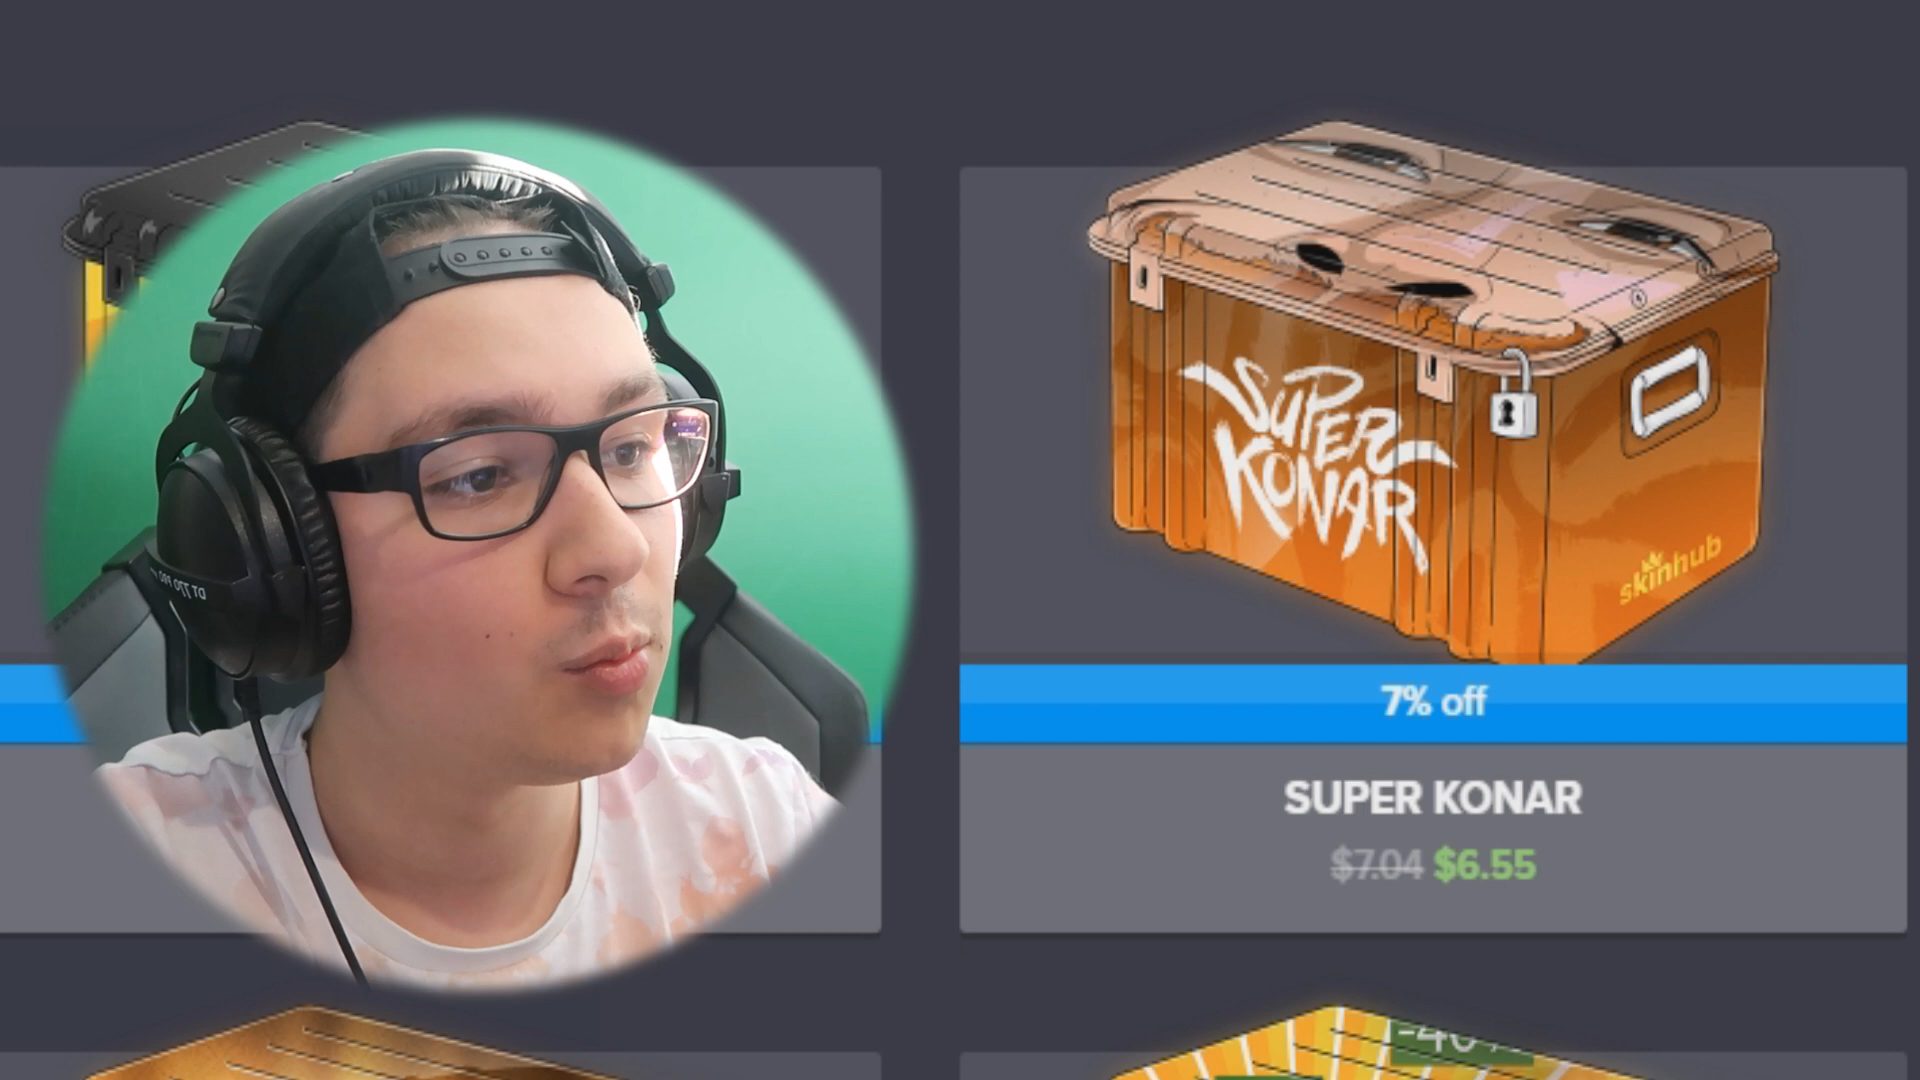 SUPER
KONAR
skinhub
7% off
SUPER KONAR
$7.04 $6.55